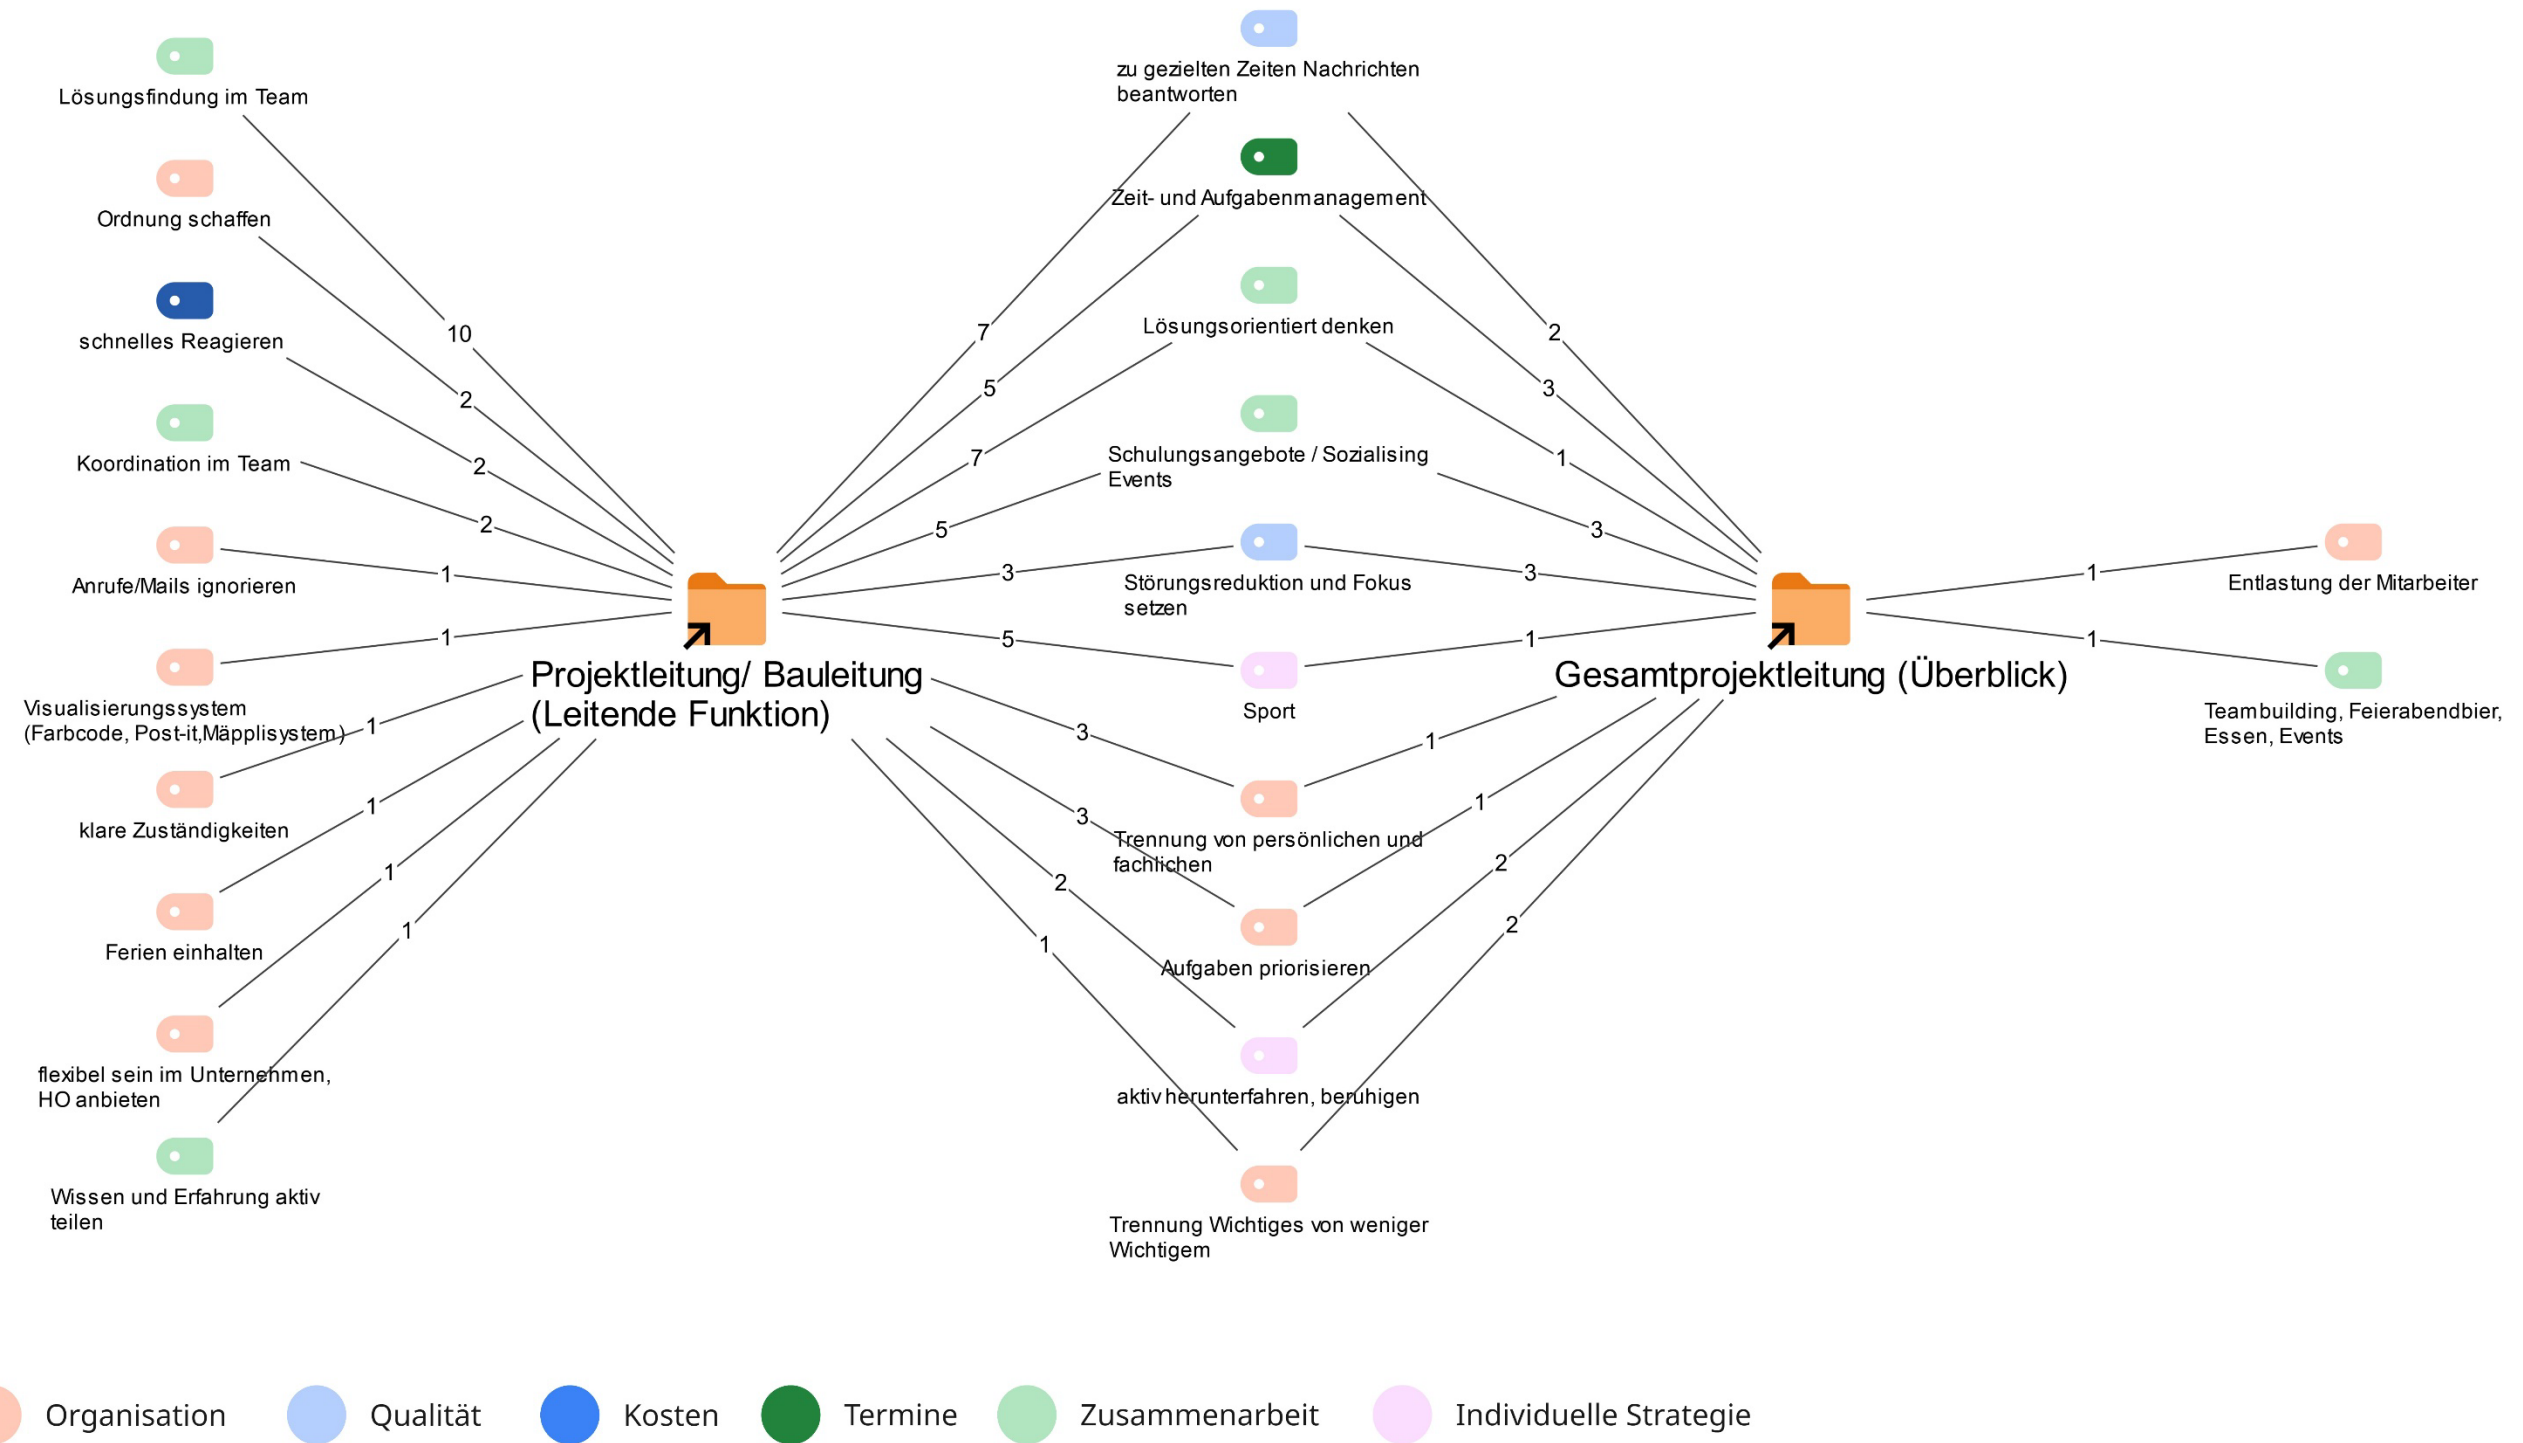 Lösungsfindung im Team
10
Ordnung schaffen
2
schnelles Reagieren
2
Koordination im Team
2
Anrufe/Mails ignorieren
1
Visualisierungssystem
(Farbcode, Post-it,Mäpplisystem)
1
klare Zuständigkeiten
1
Ferien einhalten
1
flexibel sein im Unternehmen,
HO anbieten
1
Wissen und Erfahrung aktiv
teilen
1
Projektleitung/ Bauleitung
(Leitende Funktion)
zu gezielten Zeiten Nachrichten
beantworten
7
2
Zeit- und Aufgabenmanagement
5
3
Lösungsorientiert denken
7
1
Schulungsangebote / Sozialising
Events
5
3
Störungsreduktion und Fokus
setzen
3
3
Sport
5
1
Trennung von persönlichen und
fachlichen
3
1
Aufgaben priorisieren
3
1
aktiv herunterfahren, beruhigen
2
2
Trennung Wichtiges von weniger
Wichtigem
1
2
Gesamtprojektleitung (Überblick)
Entlastung der Mitarbeiter
1
Teambuilding, Feierabendbier,
Essen, Events
1
Organisation
Qualität
Kosten
Termine
Zusammenarbeit
Individuelle Strategie